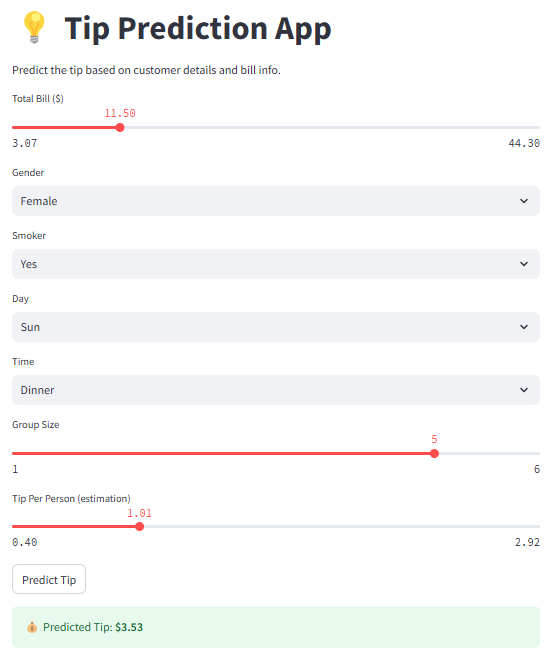 💡 Tip Prediction App
Predict the tip based on customer details and bill info.
Total Bill ($)
11.50
3.07 44.30
Gender
Female
Smoker
Yes
Day
Sun
Time
Dinner
Group Size
5
1 6
Tip Per Person (estimation)
1.01
0.40 2.92
Predict Tip
💰 Predicted Tip: $3.53